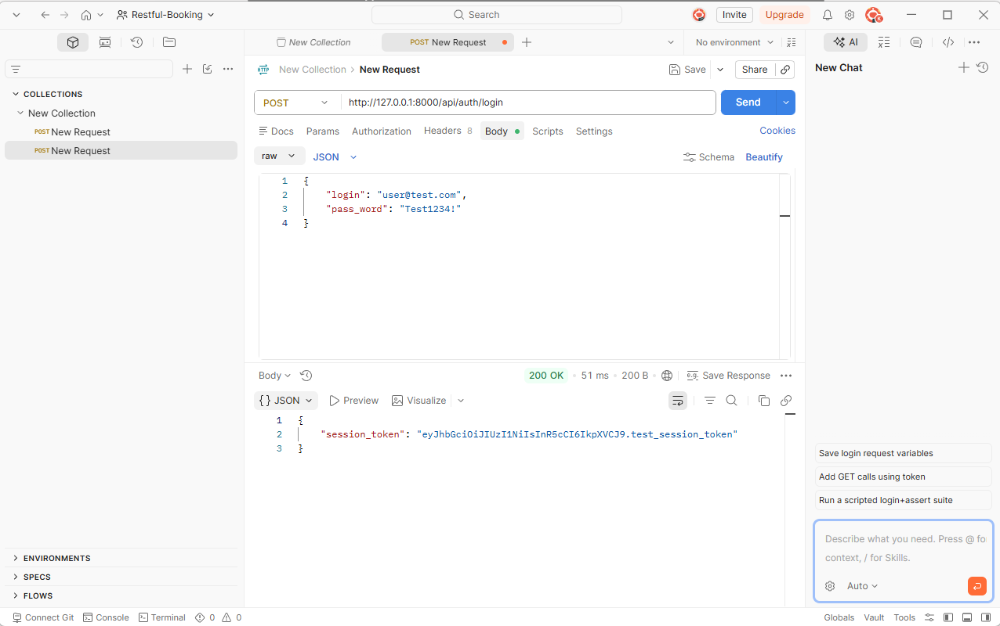 Restful-Booking
Search
Invite
Upgrade
K
New Collection
POST New Request
No environment
AI
HTTP
New Collection > New Request
Save
Share
New Chat
COLLECTIONS
New Collection
POST New Request
POST New Request
POST
http://127.0.0.1:8000/api/auth/login
Send
Docs
Params
Authorization
Headers 8
Body
Scripts
Settings
Cookies
raw
JSON
Schema
Beautify
1 {
2 "login": "user@test.com",
3 "pass_word": "Test1234!"
4 }
Body
200 OK • 51 ms • 200 B
e.g. Save Response
{ } JSON
Preview
Visualize
1 {
2 "session_token": "eyJhbGciOiJIUzI1NiIsInR5cCI6IkpXVCJ9.test_session_token"
3 }
Save login request variables
Add GET calls using token
Run a scripted login+assert suite
Describe what you need. Press @ fo
context, / for Skills.
Auto
ENVIRONMENTS
SPECS
FLOWS
Connect Git
Console
Terminal
0
0
Globals
Vault
Tools